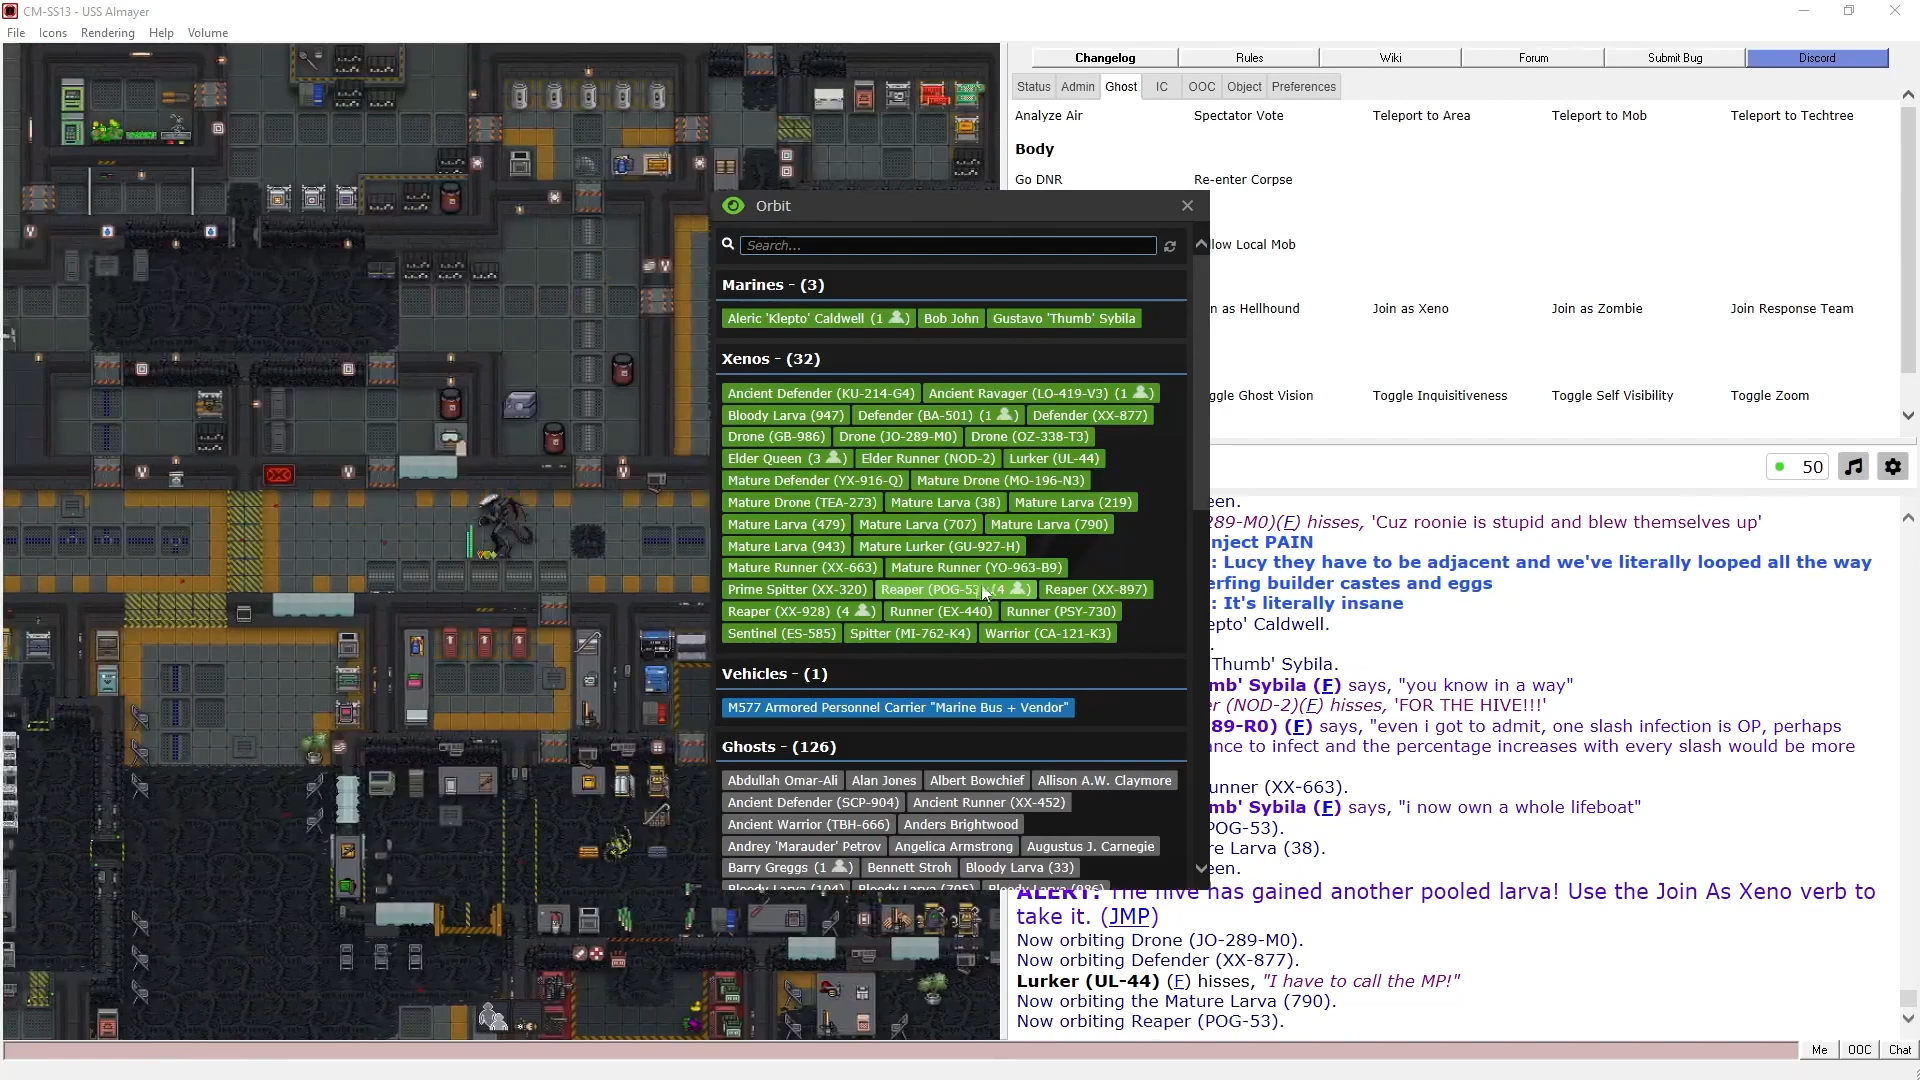 CM-SS13 - USS Almayer
File Icons Rendering Help Volume
Changelog Rules Wiki Forum Submit Bug Discord
Status Admin Ghost IC OOC Object Preferences
Analyze Air Spectator Vote Teleport to Area Teleport to Mob Teleport to Techtree
Body
Go DNR Re-enter Corpse
low Local Mob
n as Hellhound Join as Xeno Join as Zombie Join Response Team
ggle Ghost Vision Toggle Inquisitiveness Toggle Self Visibility Toggle Zoom
Orbit
Search...
Marines - (3)
Aleric 'Klepto' Caldwell (1 ) Bob John Gustavo 'Thumb' Sybila
Xenos - (32)
Ancient Defender (KU-214-G4) Ancient Ravager (LO-419-V3) (1 )
Bloody Larva (947) Defender (BA-501) (1 ) Defender (XX-877)
Drone (GB-986) Drone (JO-289-M0) Drone (OZ-338-T3)
Elder Queen (3 ) Elder Runner (NOD-2) Lurker (UL-44)
Mature Defender (YX-916-Q) Mature Drone (MO-196-N3)
Mature Drone (TEA-273) Mature Larva (38) Mature Larva (219)
Mature Larva (479) Mature Larva (707) Mature Larva (790)
Mature Larva (943) Mature Lurker (GU-927-H)
Mature Runner (XX-663) Mature Runner (YO-963-B9)
Prime Spitter (XX-320) Reaper (POG-53) (4 ) Reaper (XX-897)
Reaper (XX-928) (4 ) Runner (EX-440) Runner (PSY-730)
Sentinel (ES-585) Spitter (MI-762-K4) Warrior (CA-121-K3)
Vehicles - (1)
M577 Armored Personnel Carrier "Marine Bus + Vendor"
Ghosts - (126)
Abdullah Omar-Ali Alan Jones Albert Bowchief Allison A.W. Claymore
Ancient Defender (SCP-904) Ancient Runner (XX-452)
Ancient Warrior (TBH-666) Anders Brightwood
Andrey 'Marauder' Petrov Angelica Armstrong Augustus J. Carnegie
Barry Greggs (1 ) Bennett Stroh Bloody Larva (33)
Bloody Larva (104) Bloody Larva (705) Bloody Larva (986)
50
een.
89-M0)(F) hisses, 'Cuz roonie is stupid and blew themselves up'
nject PAIN
: Lucy they have to be adjacent and we've literally looped all the way
erfing builder castes and eggs
: It's literally insane
epto' Caldwell.
.
Thumb' Sybila.
mb' Sybila (F) says, "you know in a way"
r (NOD-2)(F) hisses, 'FOR THE HIVE!!!'
89-R0) (F) says, "even i got to admit, one slash infection is OP, perhaps
ance to infect and the percentage increases with every slash would be more
unner (XX-663).
mb' Sybila (F) says, "i now own a whole lifeboat"
POG-53).
re Larva (38).
een.
ALERT: The hive has gained another pooled larva! Use the Join As Xeno verb to
take it. (JMP)
Now orbiting Drone (JO-289-M0).
Now orbiting Defender (XX-877).
Lurker (UL-44) (F) hisses, "I have to call the MP!"
Now orbiting the Mature Larva (790).
Now orbiting Reaper (POG-53).
Me OOC Chat